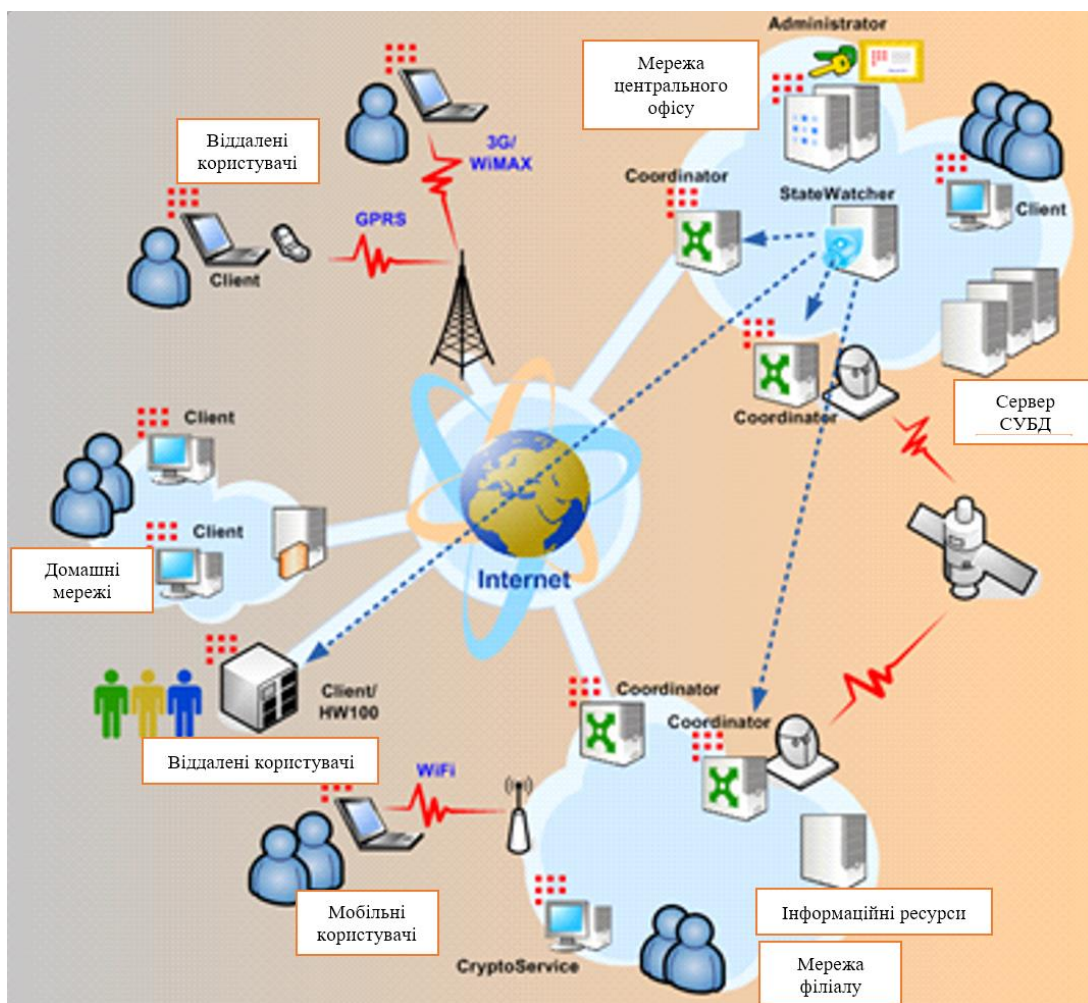 Administrator
Мережа
центрального
офісу
3G/
WiMAX
Віддалені
користувачі
Coordinator
StateWatcher
Client
GPRS
Client
Coordinator
Сервер
СУБД
Client
Client
Домашні
мережі
Internet
Client/
HW100
Coordinator
Coordinator
Віддалені користувачі
WiFi
Мобільні
користувачі
Інформаційні ресурси
CryptoService
Мережа
філіалу